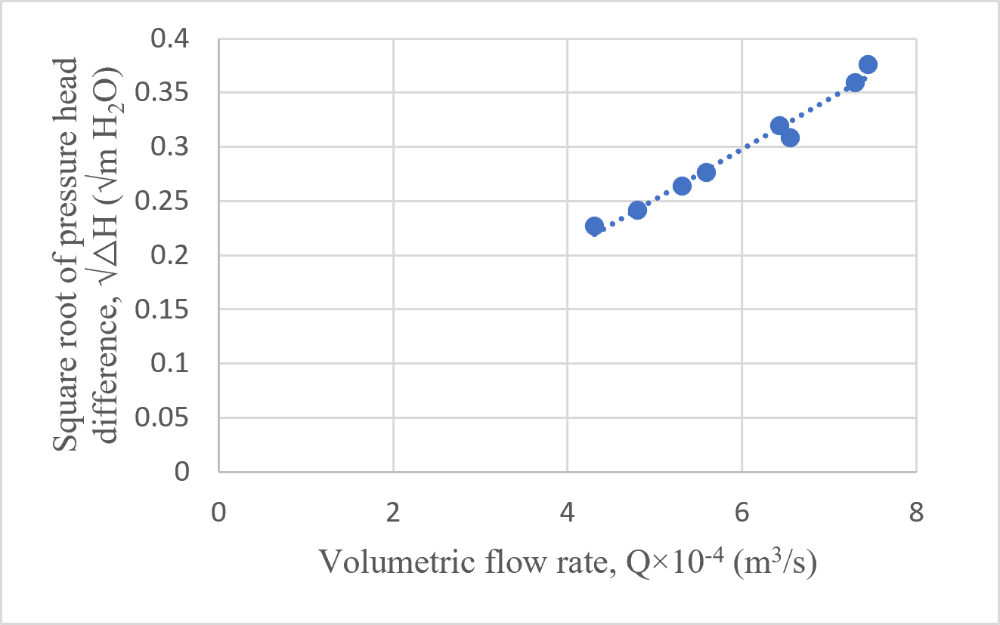 Square root of pressure head
difference, √△H (√m H₂O)
0.4
0.35
0.3
0.25
0.2
0.15
0.1
0.05
0
0 2 4 6 8
Volumetric flow rate, Q×10⁻⁴ (m³/s)